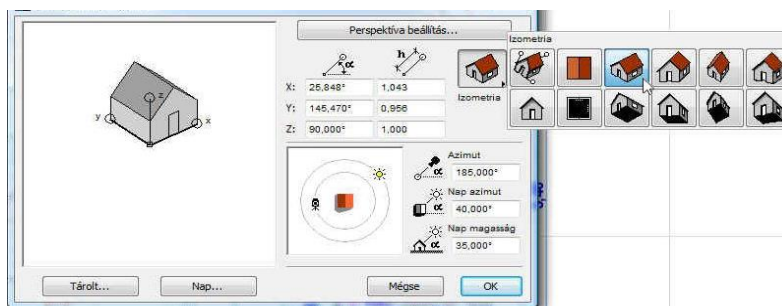 Perspektíva beállítás...
Izometria
α
h
X: 25,848° 1,043
Y: 145,470° 0,956
Z: 90,000° 1,000
Izometria
z
y
x
Azimut
α 185,000°
Nap azimut
α 40,000°
Nap magasság
α 35,000°
Tárolt...
Nap...
Mégse
OK